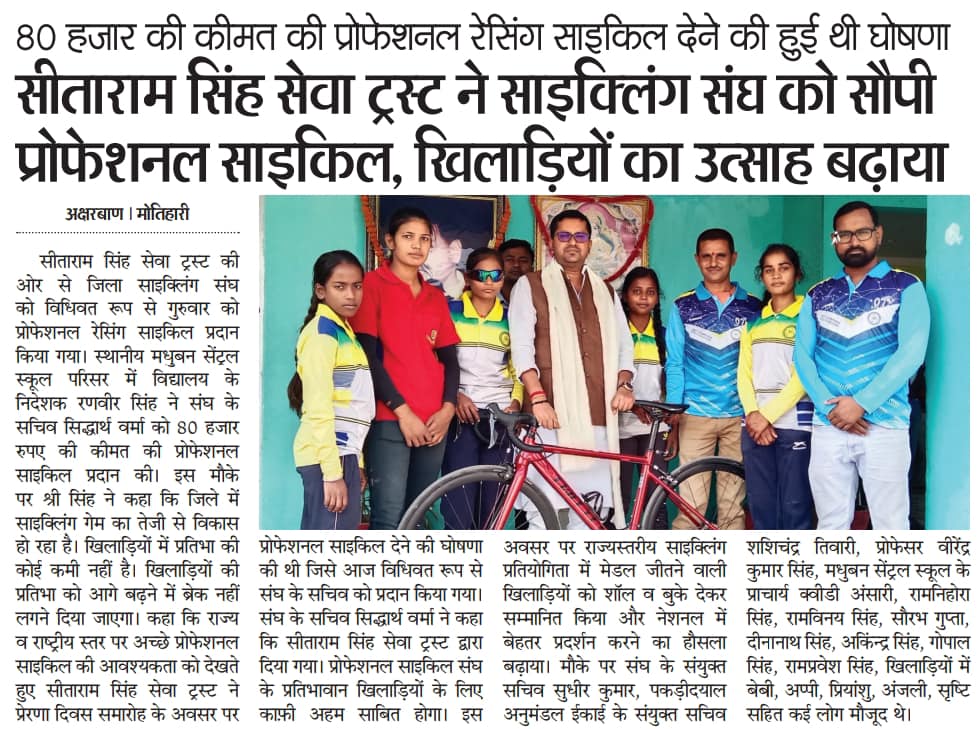 80 हजार की कीमत की प्रोफेशनल रेसिंग साइकिल देने की हुई थी घोषणा
सीताराम सिंह सेवा ट्रस्ट ने साइक्लिंग संघ को सौपी
प्रोफेशनल साइकिल, खिलाड़ियों का उत्साह बढ़ाया
अक्षरबाण | मोतिहारी
सीताराम सिंह सेवा ट्रस्ट की
ओर से जिला साइक्लिंग संघ
को विधिवत रूप से गुरुवार को
प्रोफेशनल रेसिंग साइकिल प्रदान
किया गया। स्थानीय मधुबन सेंट्रल
स्कूल परिसर में विद्यालय के
निदेशक रणवीर सिंह ने संघ के
सचिव सिद्धार्थ वर्मा को 80 हजार
रुपए की कीमत की प्रोफेशनल
साइकिल प्रदान की। इस मौके
पर श्री सिंह ने कहा कि जिले में
साइक्लिंग गेम का तेजी से विकास
हो रहा है। खिलाड़ियों में प्रतिभा की
कोई कमी नहीं है। खिलाड़ियों की
प्रतिभा को आगे बढ़ने में ब्रेक नहीं
लगने दिया जाएगा। कहा कि राज्य
व राष्ट्रीय स्तर पर अच्छे प्रोफेशनल
साइकिल की आवश्यकता को देखते
हुए सीताराम सिंह सेवा ट्रस्ट ने
प्रेरणा दिवस समारोह के अवसर पर
प्रोफेशनल साइकिल देने की घोषणा
की थी जिसे आज विधिवत रूप से
संघ के सचिव को प्रदान किया गया।
संघ के सचिव सिद्धार्थ वर्मा ने कहा
कि सीताराम सिंह सेवा ट्रस्ट द्वारा
दिया गया। प्रोफेशनल साइकिल संघ
के प्रतिभावान खिलाड़ियों के लिए
काफ़ी अहम साबित होगा। इस
अवसर पर राज्यस्तरीय साइक्लिंग
प्रतियोगिता में मेडल जीतने वाली
खिलाड़ियों को शॉल व बुके देकर
सम्मानित किया और नेशनल में
बेहतर प्रदर्शन करने का हौसला
बढ़ाया। मौके पर संघ के संयुक्त
सचिव सुधीर कुमार, पकड़ीदयाल
अनुमंडल ईकाई के संयुक्त सचिव
शशिचंद्र तिवारी, प्रोफेसर वीरेंद्र
कुमार सिंह, मधुबन सेंट्रल स्कूल के
प्राचार्य क्वीडी अंसारी, रामनिहोरा
सिंह, रामविनय सिंह, सौरभ गुप्ता,
दीनानाथ सिंह, अकिंन्द्र सिंह, गोपाल
सिंह, रामप्रवेश सिंह, खिलाड़ियों में
बेबी, अप्पी, प्रियांशु, अंजली, सृष्टि
सहित कई लोग मौजूद थे।